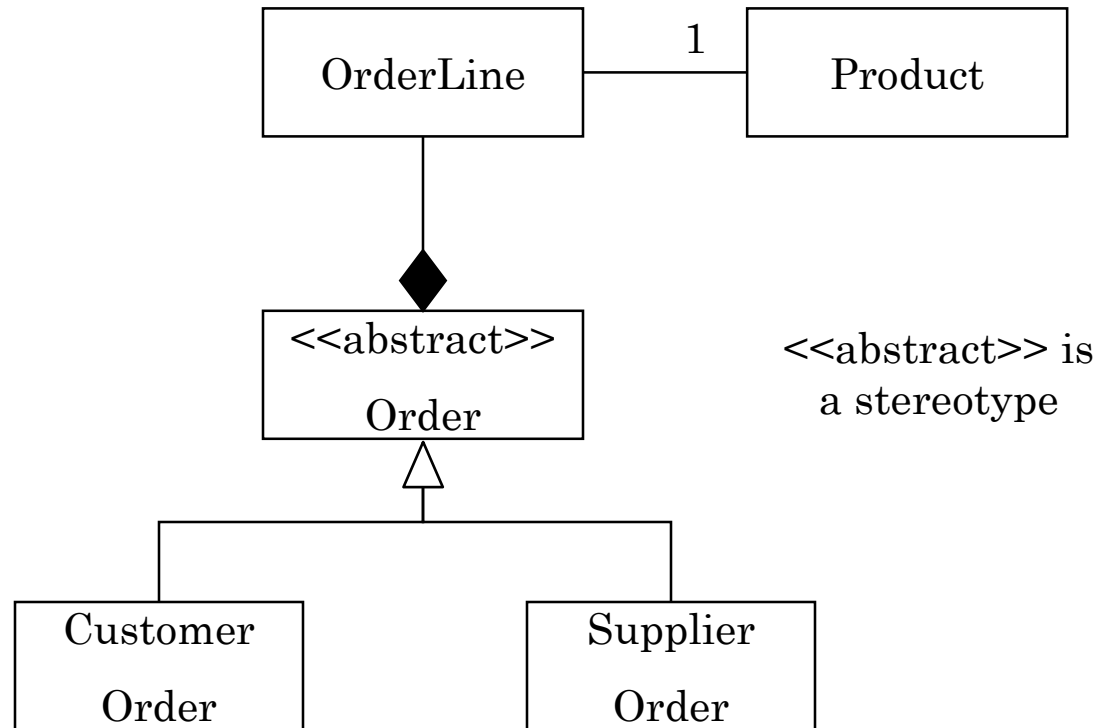 OrderLine
1
Product
<<abstract>>
Order
<<abstract>> is
a stereotype
Customer
Order
Supplier
Order